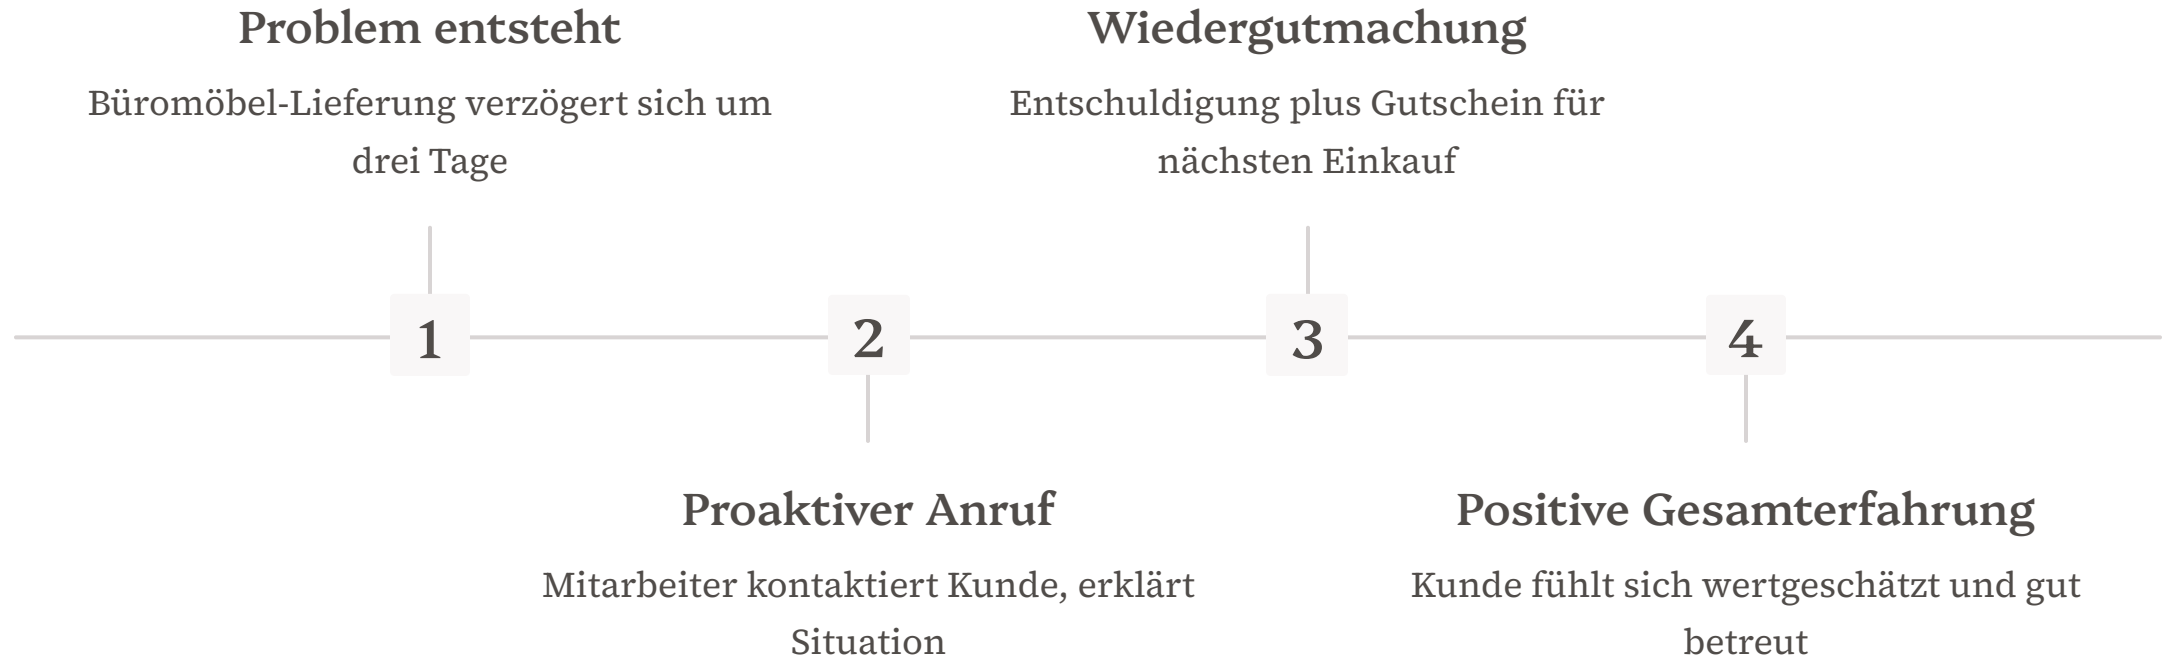 Problem entsteht
Büromöbel-Lieferung verzögert sich um
drei Tage
Wiedergutmachung
Entschuldigung plus Gutschein für
nächsten Einkauf
1
2
3
4
Proaktiver Anruf
Mitarbeiter kontaktiert Kunde, erklärt
Situation
Positive Gesamterfahrung
Kunde fühlt sich wertgeschätzt und gut
betreut